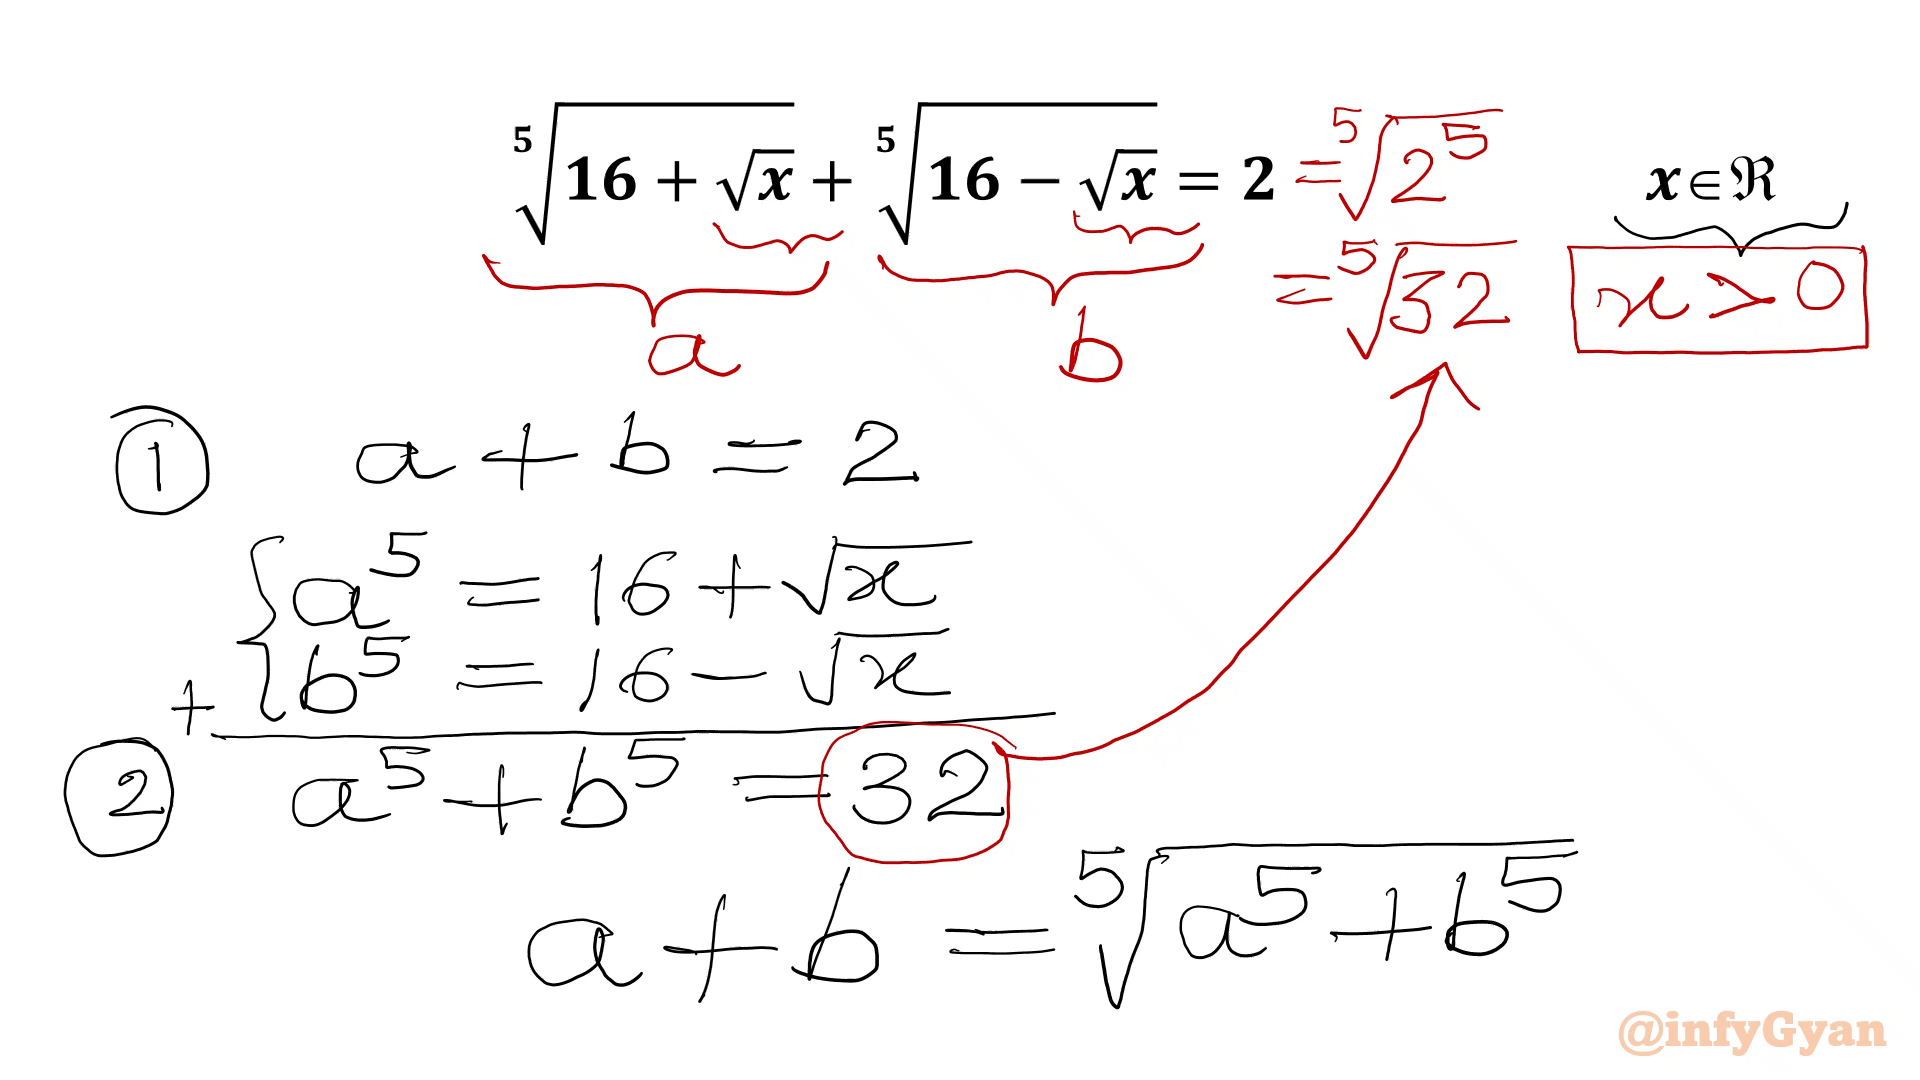 ⁵√(16 + √x) + ⁵√(16 − √x) = 2 = ⁵√(2⁵) x ∈ ℜ
= ⁵√32 x > 0
a b
① a + b = 2
a⁵ = 16 + √x
+ b⁵ = 16 − √x
② a⁵ + b⁵ = 32
a + b = ⁵√(a⁵ + b⁵)
@infyGyan